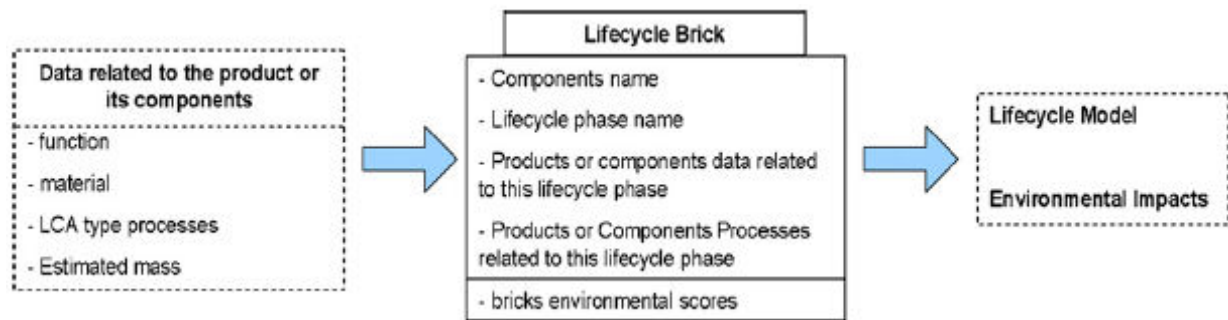 Data related to the product or
its components
- function
- material
- LCA type processes
- Estimated mass
Lifecycle Brick
- Components name
- Lifecycle phase name
- Products or components data related
to this lifecycle phase
- Products or Components Processes
related to this lifecycle phase
- bricks environmental scores
Lifecycle Model
Environmental Impacts